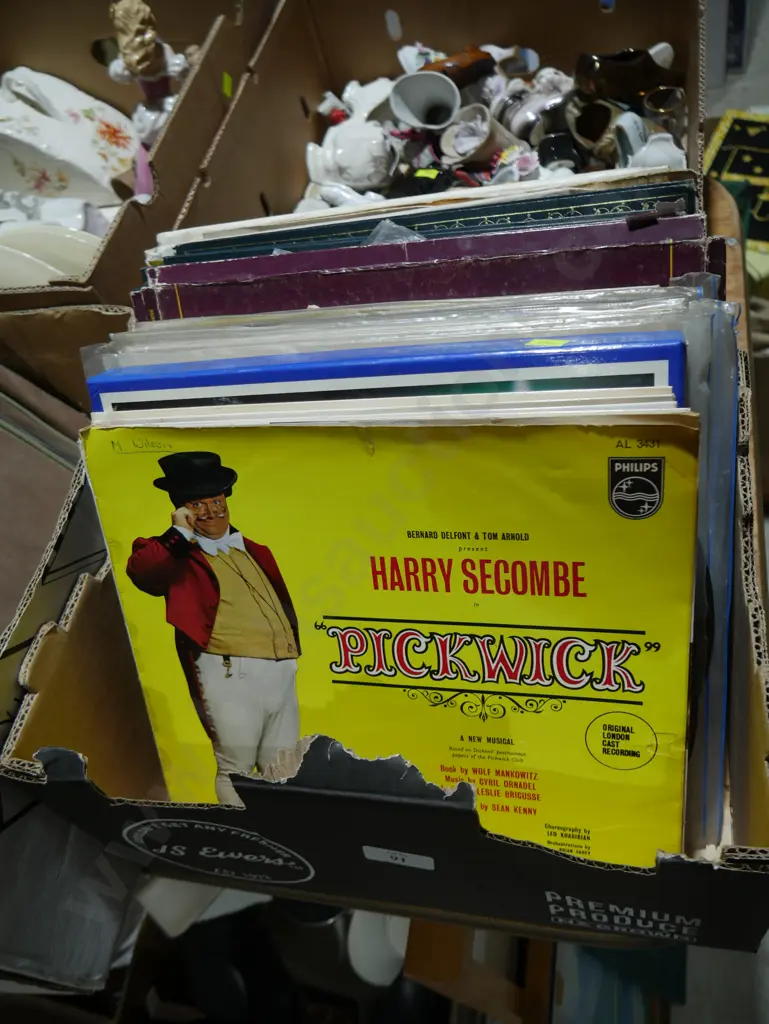 M Wilson
AL 3431
PHILIPS
BERNARD DELFONT & TOM ARNOLD
present
HARRY SECOMBE
in
"PICKWICK"
ORIGINAL
LONDON
CAST
RECORDING
A NEW MUSICAL
Based on Dickens' posthumous
papers of the Pickwick Club
Book by WOLF MANKOWITZ
Music by CYRIL ORNADEL
LESLIE BRICUSSE
by SEAN KENNY
Choreography by
LEO KHARIBIAN
Orchestrations by
JS Ewers
91
PREMIUM
PRODUCE